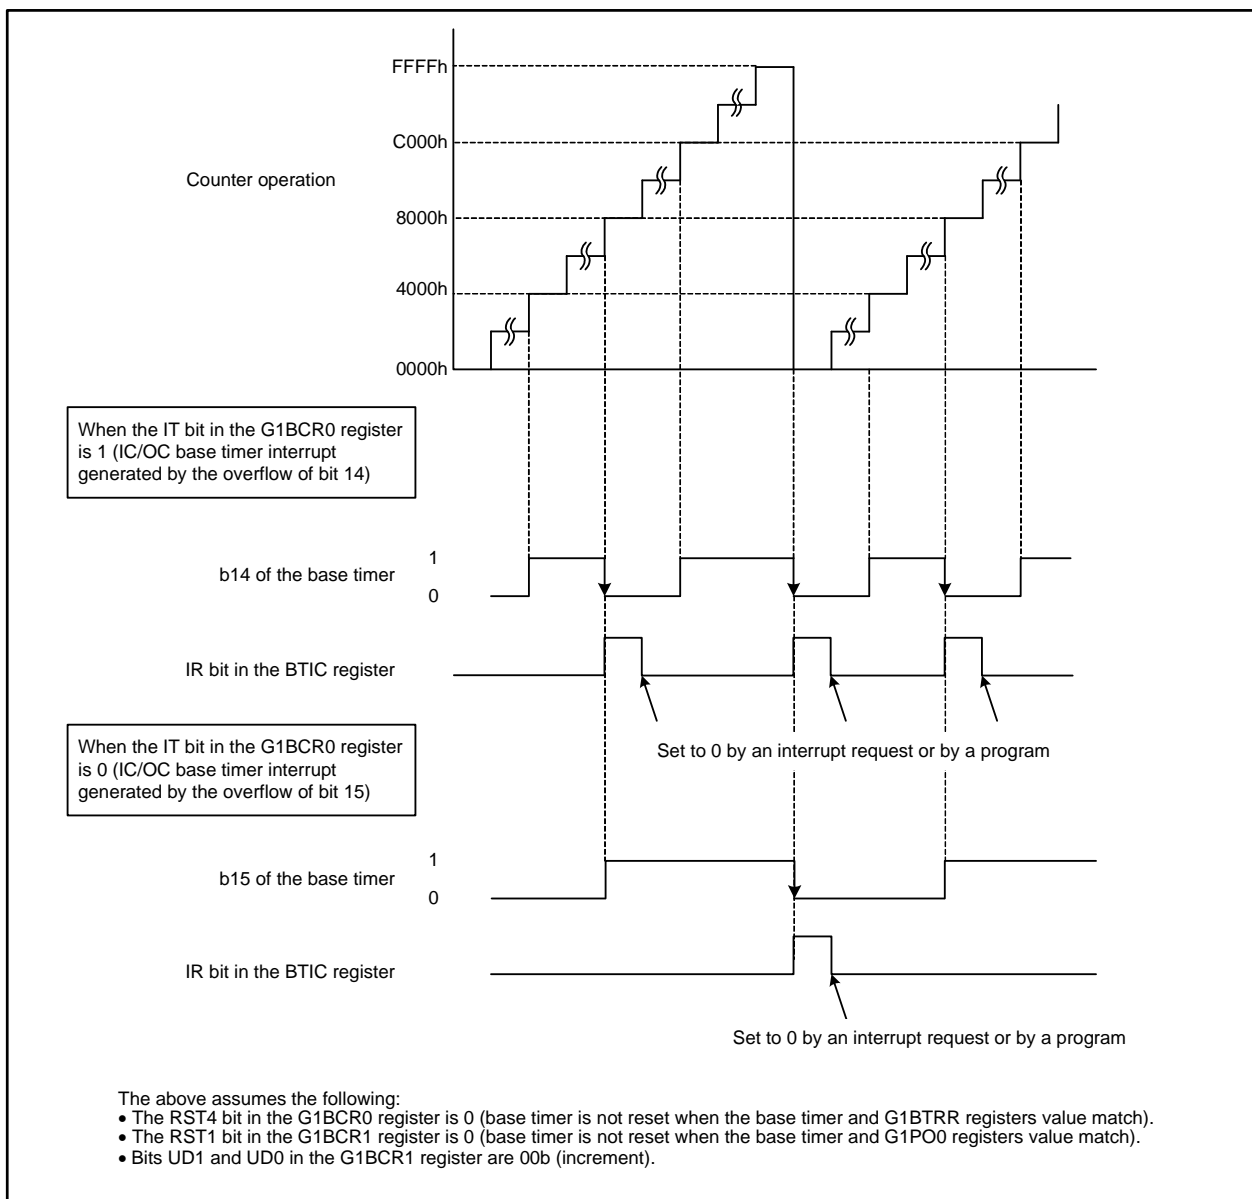 FFFFh
C000h
Counter operation
8000h
4000h
0000h
When the IT bit in the G1BCR0 register
is 1 (IC/OC base timer interrupt
generated by the overflow of bit 14)
1
b14 of the base timer
0
IR bit in the BTIC register
Set to 0 by an interrupt request or by a program
When the IT bit in the G1BCR0 register
is 0 (IC/OC base timer interrupt
generated by the overflow of bit 15)
1
b15 of the base timer
0
IR bit in the BTIC register
Set to 0 by an interrupt request or by a program
The above assumes the following:
• The RST4 bit in the G1BCR0 register is 0 (base timer is not reset when the base timer and G1BTRR registers value match).
• The RST1 bit in the G1BCR1 register is 0 (base timer is not reset when the base timer and G1PO0 registers value match).
• Bits UD1 and UD0 in the G1BCR1 register are 00b (increment).